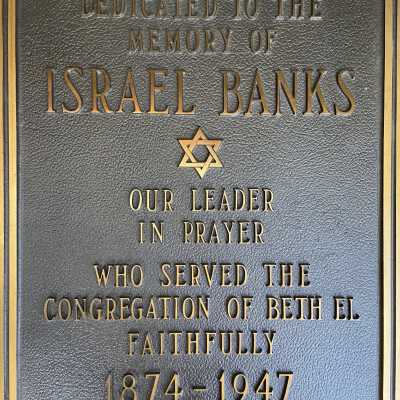 DEDICATED TO THE
MEMORY OF
ISRAEL BANKS
OUR LEADER
IN PRAYER
WHO SERVED THE
CONGREGATION OF BETH EL
FAITHFULLY
1874-1947